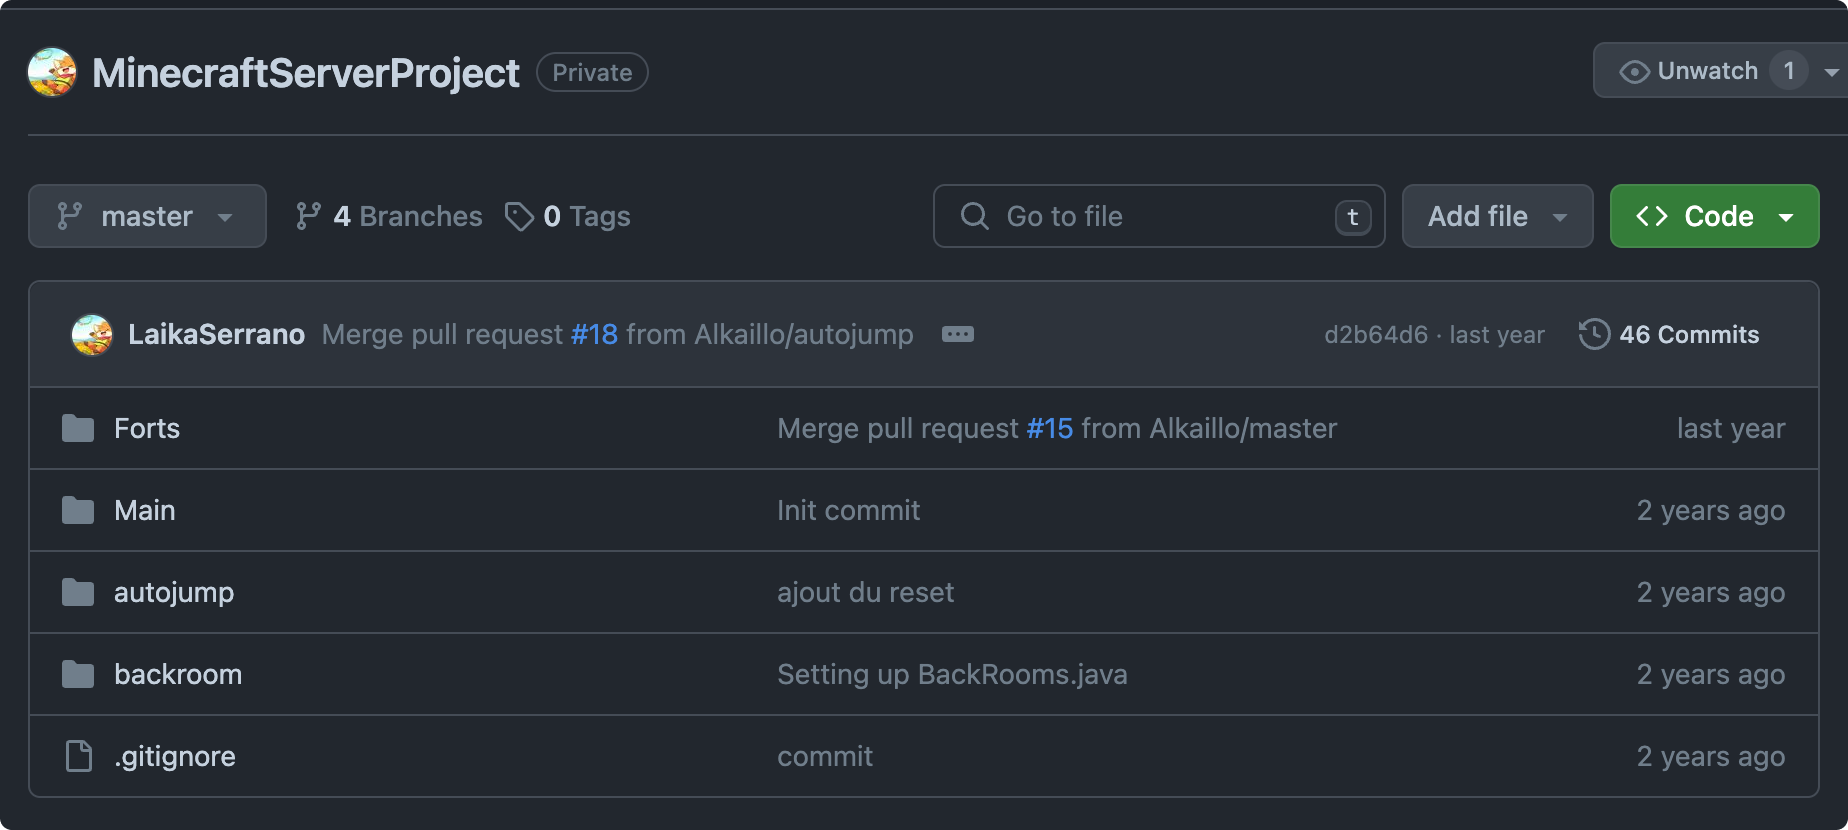 MinecraftServerProject Private Unwatch 1
master 4 Branches 0 Tags Go to file t Add file Code
LaikaSerrano Merge pull request #18 from Alkaillo/autojump d2b64d6 · last year 46 Commits
Forts Merge pull request #15 from Alkaillo/master last year
Main Init commit 2 years ago
autojump ajout du reset 2 years ago
backroom Setting up BackRooms.java 2 years ago
.gitignore commit 2 years ago